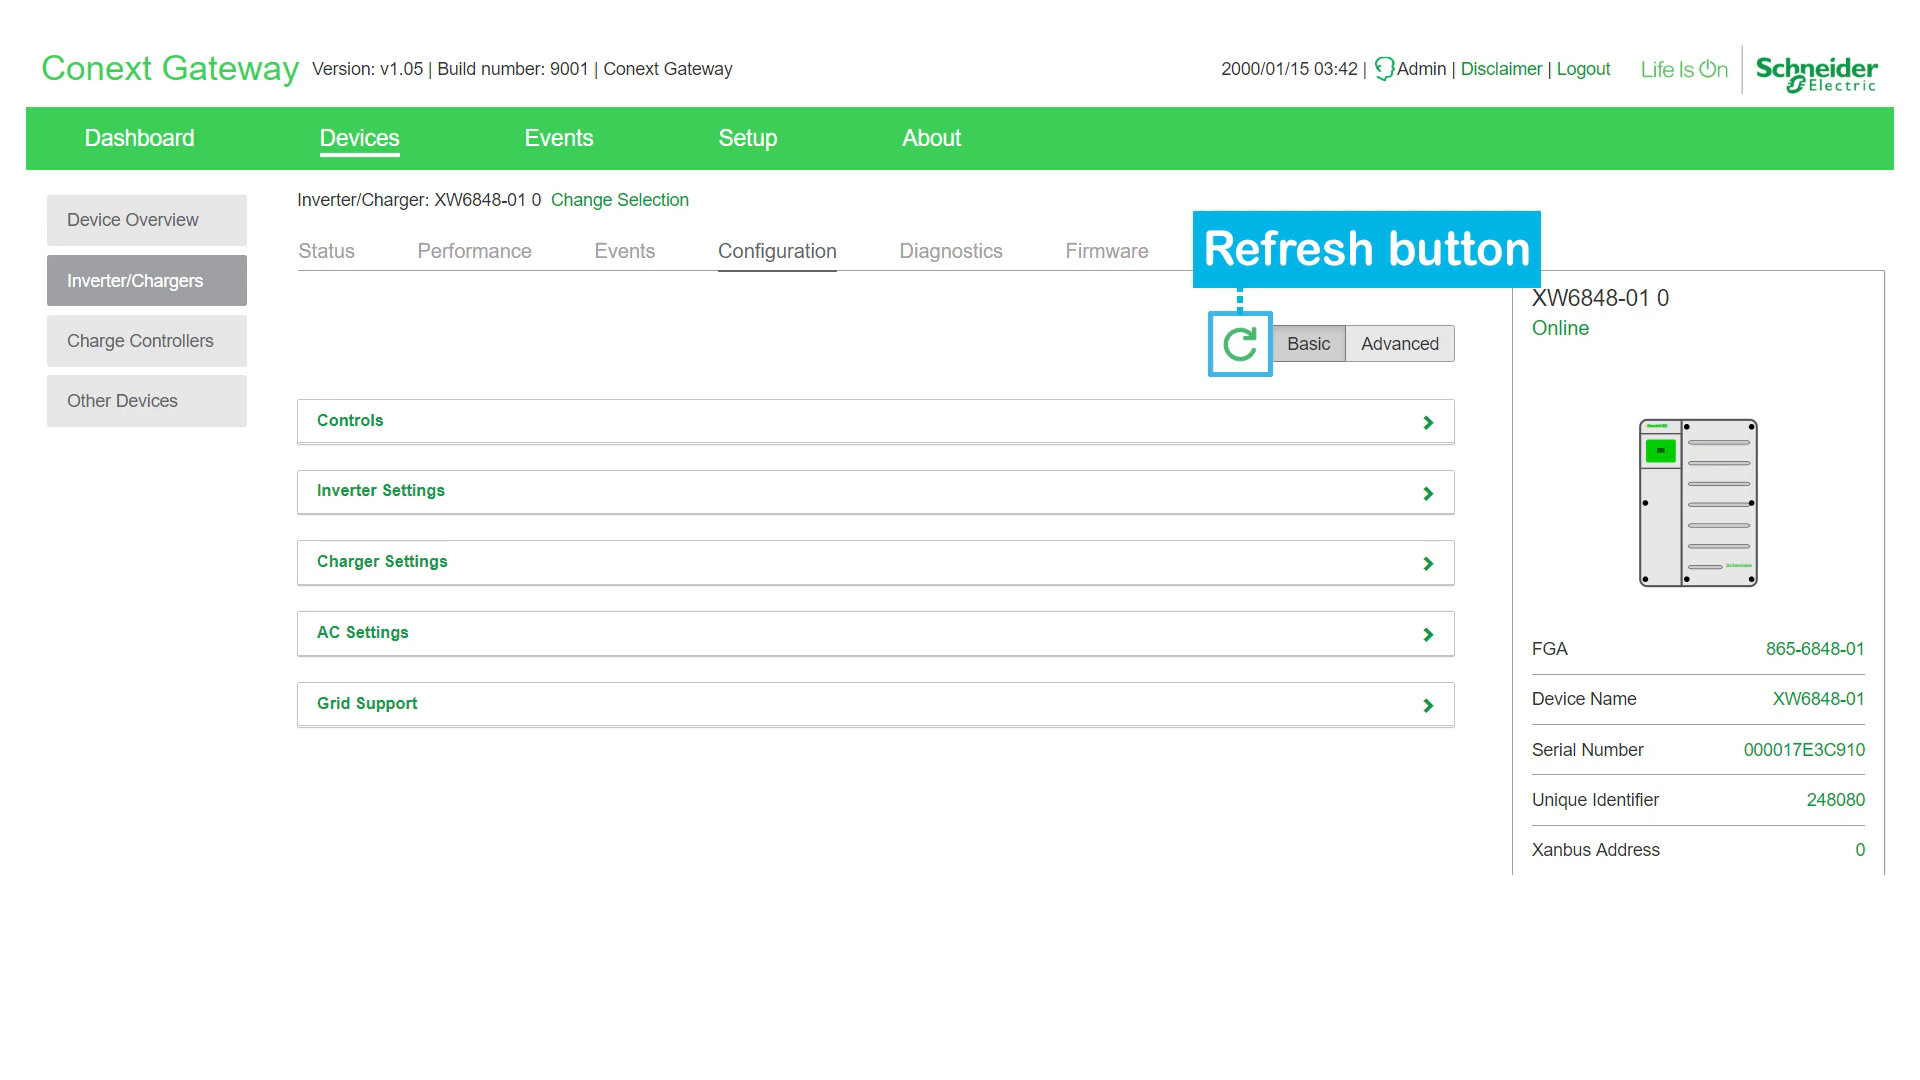 Conext Gateway Version: v1.05 | Build number: 9001 | Conext Gateway
2000/01/15 03:42 | Admin | Disclaimer | Logout
Life Is On
Schneider
Electric
Dashboard Devices Events Setup About
Device Overview
Inverter/Chargers
Charge Controllers
Other Devices
Inverter/Charger: XW6848-01 0 Change Selection
Status Performance Events Configuration Diagnostics Firmware
Refresh button
Basic Advanced
Controls
Inverter Settings
Charger Settings
AC Settings
Grid Support
XW6848-01 0
Online
FGA 865-6848-01
Device Name XW6848-01
Serial Number 000017E3C910
Unique Identifier 248080
Xanbus Address 0